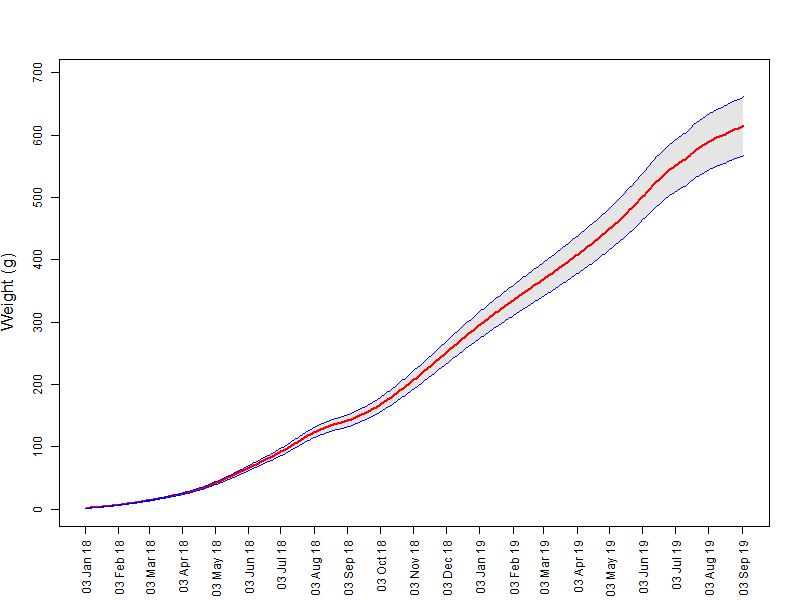 Weight (g)
700
600
500
400
300
200
100
0
03 Jan 18
03 Feb 18
03 Mar 18
03 Apr 18
03 May 18
03 Jun 18
03 Jul 18
03 Aug 18
03 Sep 18
03 Oct 18
03 Nov 18
03 Dec 18
03 Jan 19
03 Feb 19
03 Mar 19
03 Apr 19
03 May 19
03 Jun 19
03 Jul 19
03 Aug 19
03 Sep 19